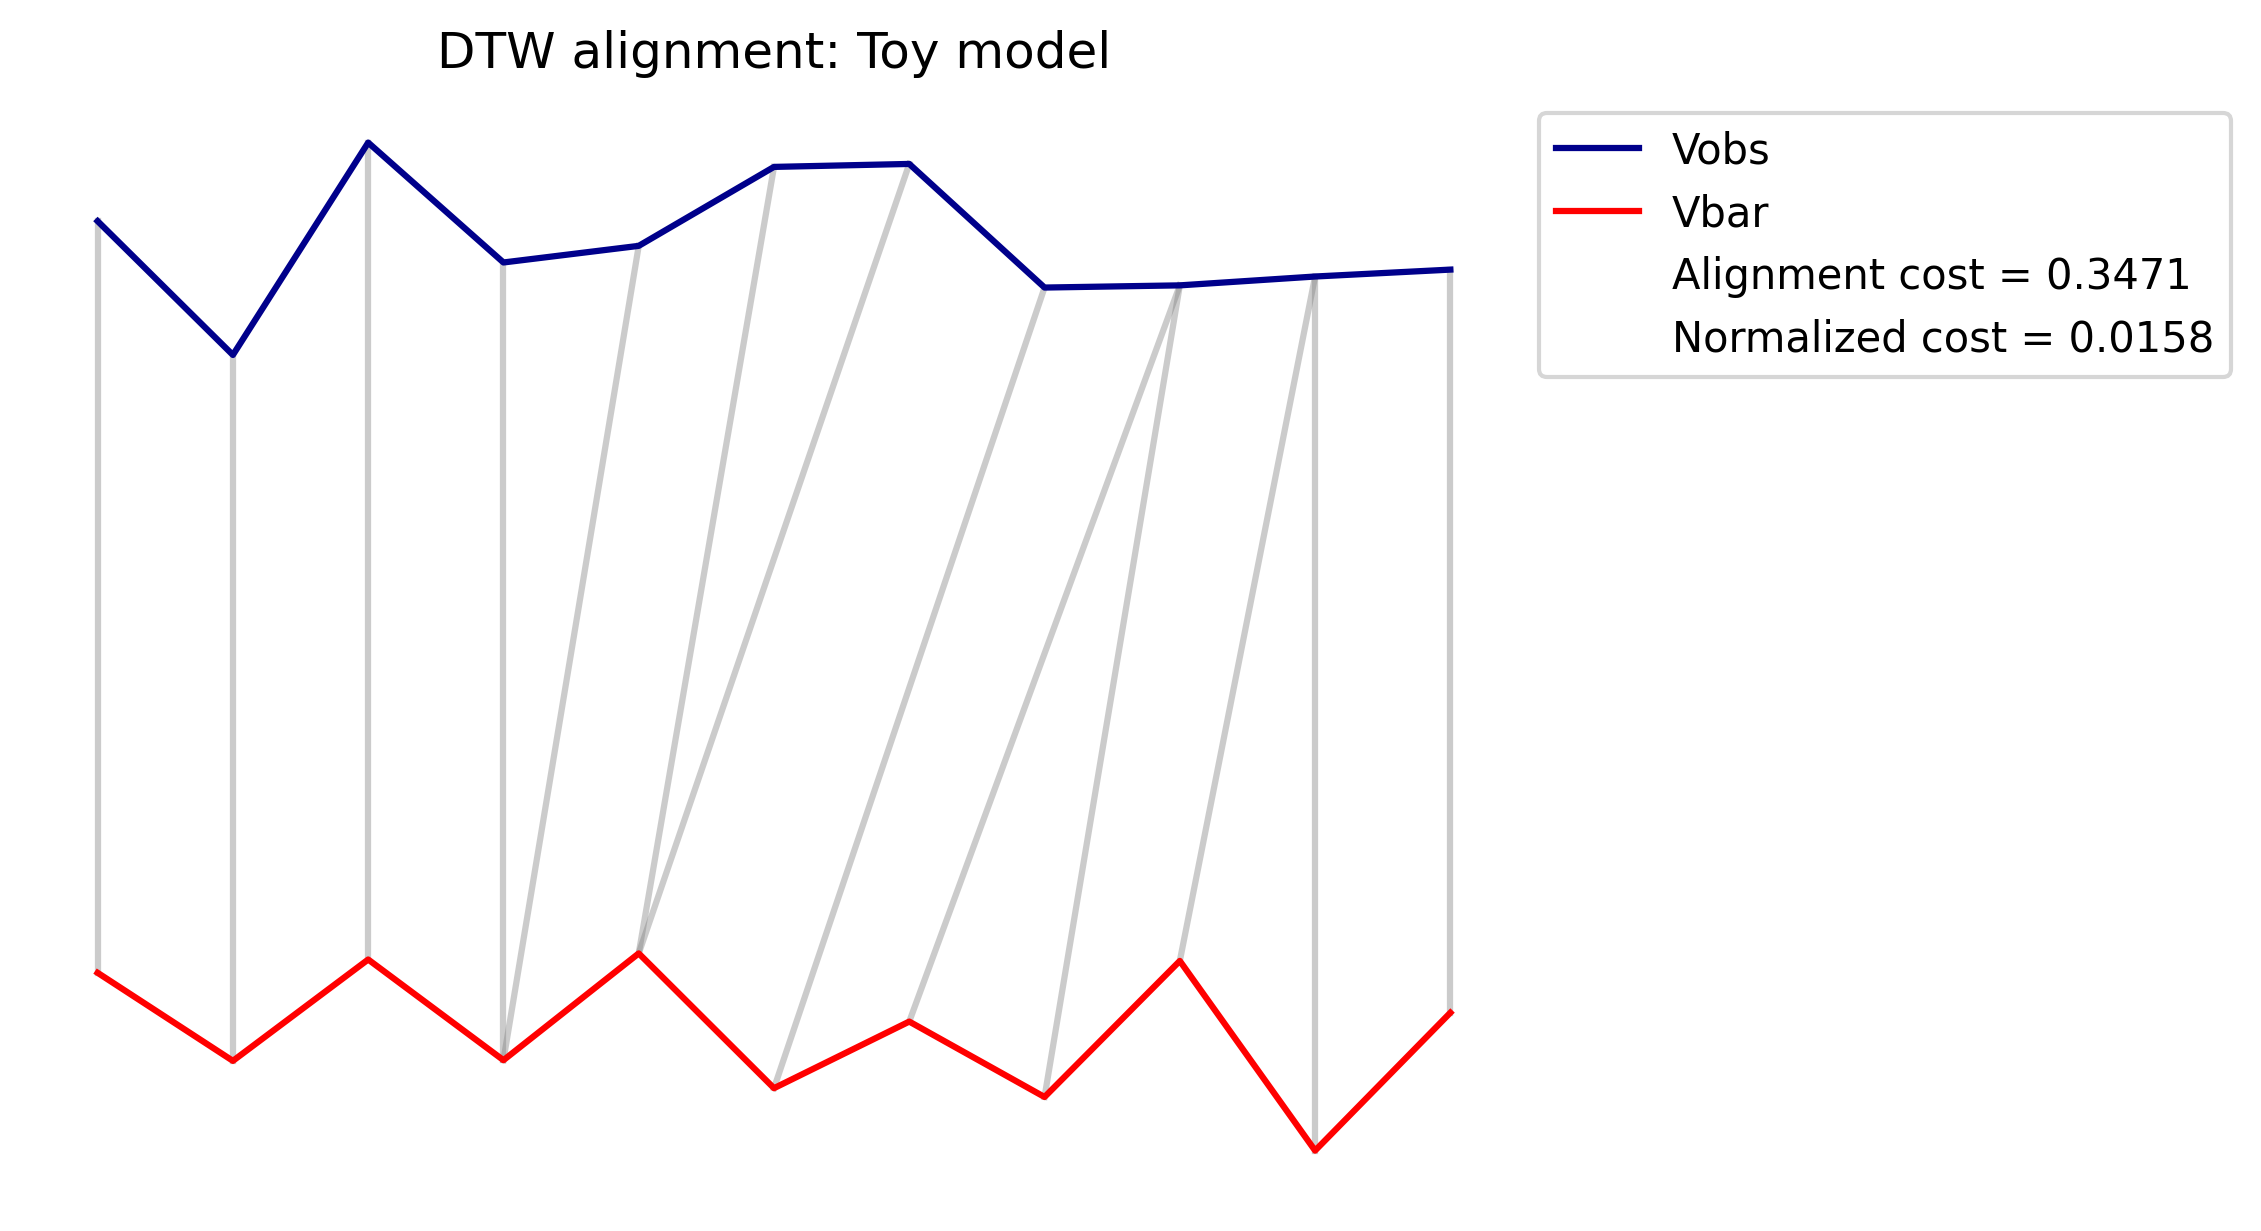 DTW alignment: Toy model
Vobs
Vbar
Alignment cost = 0.3471
Normalized cost = 0.0158